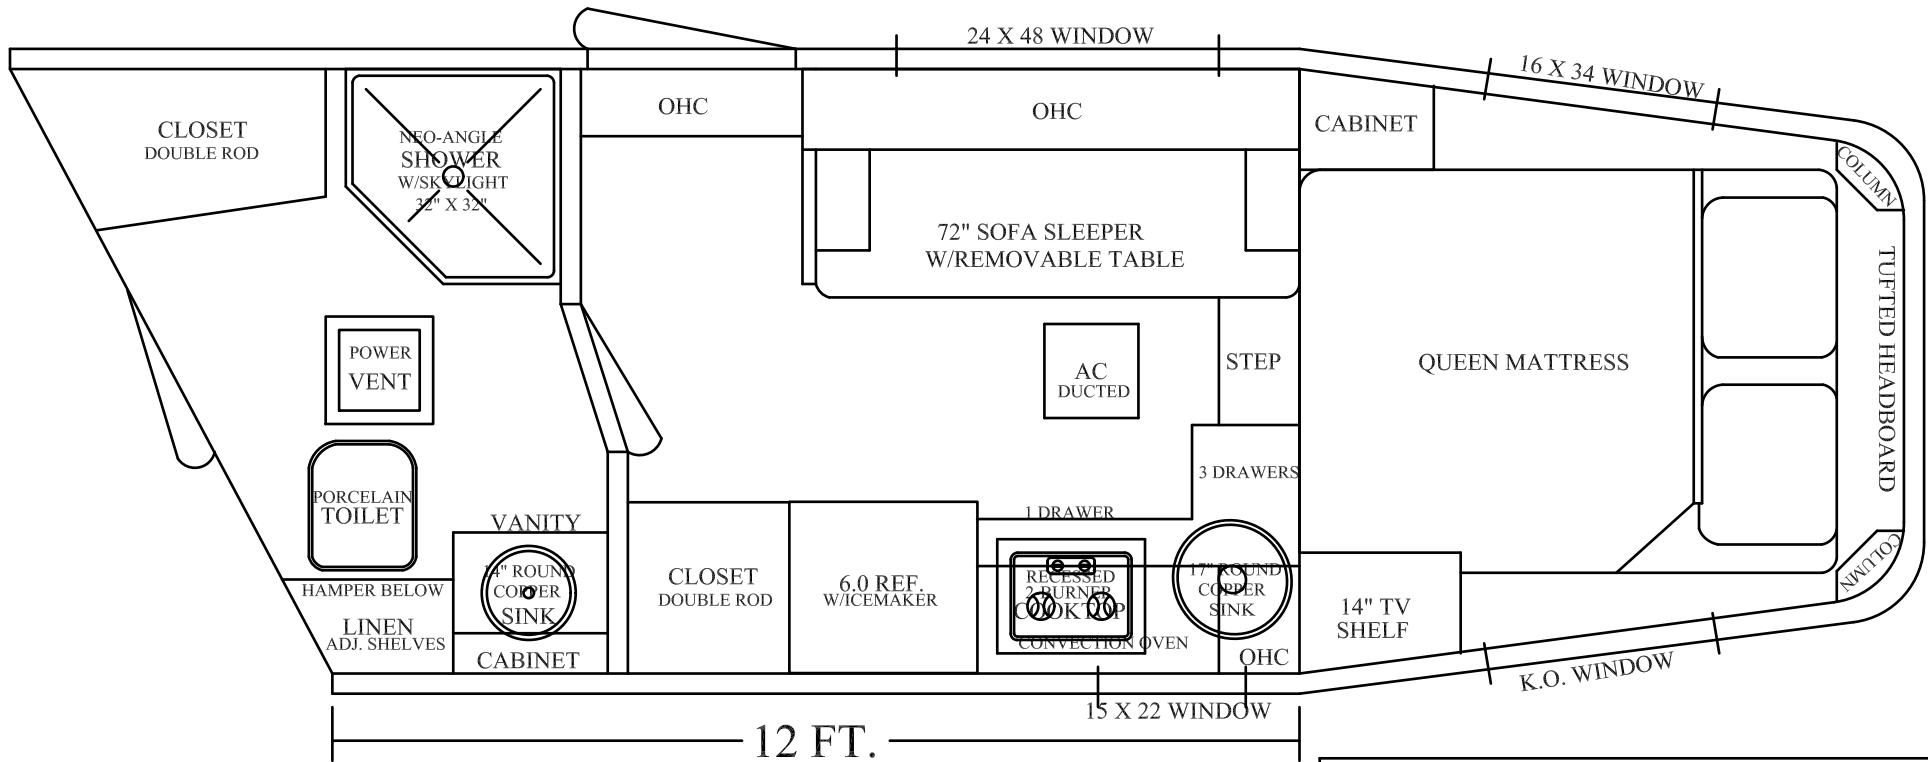 24 X 48 WINDOW
16 X 34 WINDOW
OHC
OHC
CABINET
CLOSET
DOUBLE ROD
NEO-ANGLE
SHOWER
W/SKYLIGHT
32" X 32"
COLUMN
72" SOFA SLEEPER
W/REMOVABLE TABLE
TUFTED HEADBOARD
POWER
VENT
AC
DUCTED
STEP
QUEEN MATTRESS
3 DRAWERS
PORCELAIN
TOILET
VANITY
1 DRAWER
HAMPER BELOW
LINEN
ADJ. SHELVES
14" ROUND
COPPER
SINK
CABINET
CLOSET
DOUBLE ROD
6.0 REF.
W/ICEMAKER
RECESSED
2 BURNER
COOKTOP
CONVECTION OVEN
17" ROUND
COPPER
SINK
OHC
14" TV
SHELF
COLUMN
K.O. WINDOW
15 X 22 WINDOW
12 FT.